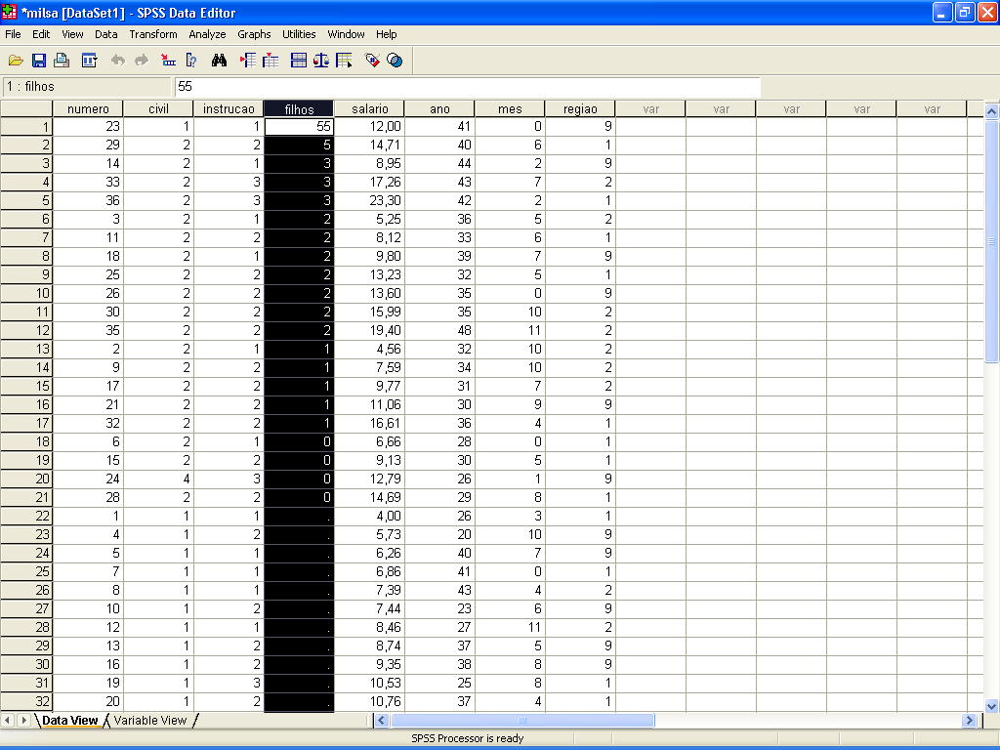 *milsa [DataSet1] - SPSS Data Editor
File Edit View Data Transform Analyze Graphs Utilities Window Help
1 : filhos 55
numero civil instrucao filhos salario ano mes regiao var var var var var
1 23 1 1 55 12,00 41 0 9
2 29 2 2 5 14,71 40 6 1
3 14 2 1 3 8,95 44 2 9
4 33 2 3 3 17,26 43 7 2
5 36 2 3 3 23,30 42 2 1
6 3 2 1 2 5,25 36 5 2
7 11 2 2 2 8,12 33 6 1
8 18 2 1 2 9,80 39 7 9
9 25 2 2 2 13,23 32 5 1
10 26 2 2 2 13,60 35 0 9
11 30 2 2 2 15,99 35 10 2
12 35 2 2 2 19,40 48 11 2
13 2 2 1 1 4,56 32 10 2
14 9 2 2 1 7,59 34 10 2
15 17 2 2 1 9,77 31 7 2
16 21 2 2 1 11,06 30 9 9
17 32 2 2 1 16,61 36 4 1
18 6 2 1 0 6,66 28 0 1
19 15 2 2 0 9,13 30 5 1
20 24 4 3 0 12,79 26 1 9
21 28 2 2 0 14,69 29 8 1
22 1 1 1 . 4,00 26 3 1
23 4 1 2 . 5,73 20 10 9
24 5 1 1 . 6,26 40 7 9
25 7 1 1 . 6,86 41 0 1
26 8 1 1 . 7,39 43 4 2
27 10 1 2 . 7,44 23 6 9
28 12 1 1 . 8,46 27 11 2
29 13 1 2 . 8,74 37 5 9
30 16 1 2 . 9,35 38 8 9
31 19 1 3 . 10,53 25 8 1
32 20 1 2 . 10,76 37 4 1
Data View Variable View
SPSS Processor is ready